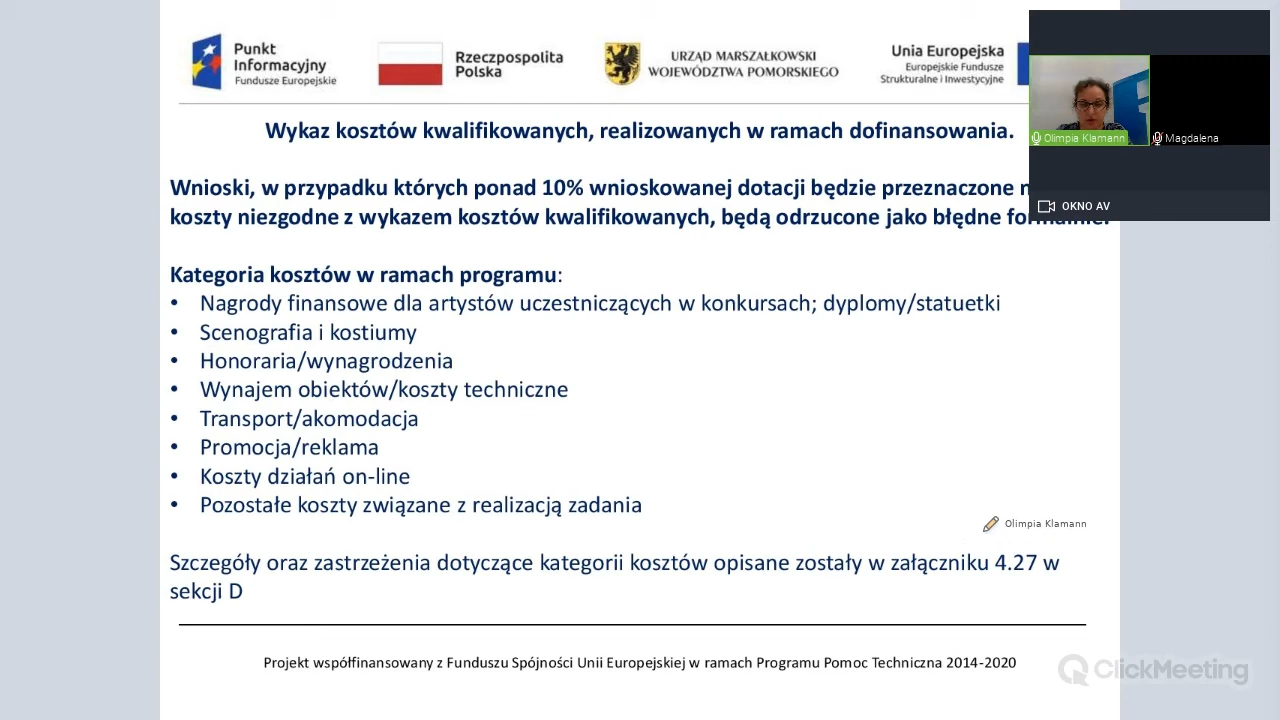 Punkt
Informacyjny
Fundusze Europejskie
Rzeczpospolita
Polska
URZĄD MARSZAŁKOWSKI
WOJEWÓDZTWA POMORSKIEGO
Unia Europejska
Europejskie Fundusze
Strukturalne i Inwestycyjne
Olimpia Klamann
Magdalena
OKNO AV
Wykaz kosztów kwalifikowanych, realizowanych w ramach dofinansowania.
Wnioski, w przypadku których ponad 10% wnioskowanej dotacji będzie przeznaczone
koszty niezgodne z wykazem kosztów kwalifikowanych, będą odrzucone jako błędne formalnie.
Kategoria kosztów w ramach programu:
• Nagrody finansowe dla artystów uczestniczących w konkursach; dyplomy/statuetki
• Scenografia i kostiumy
• Honoraria/wynagrodzenia
• Wynajem obiektów/koszty techniczne
• Transport/akomodacja
• Promocja/reklama
• Koszty działań on-line
• Pozostałe koszty związane z realizacją zadania
Olimpia Klamann
Szczegóły oraz zastrzeżenia dotyczące kategorii kosztów opisane zostały w załączniku 4.27 w
sekcji D
Projekt współfinansowany z Funduszu Spójności Unii Europejskiej w ramach Programu Pomoc Techniczna 2014-2020
ClickMeeting